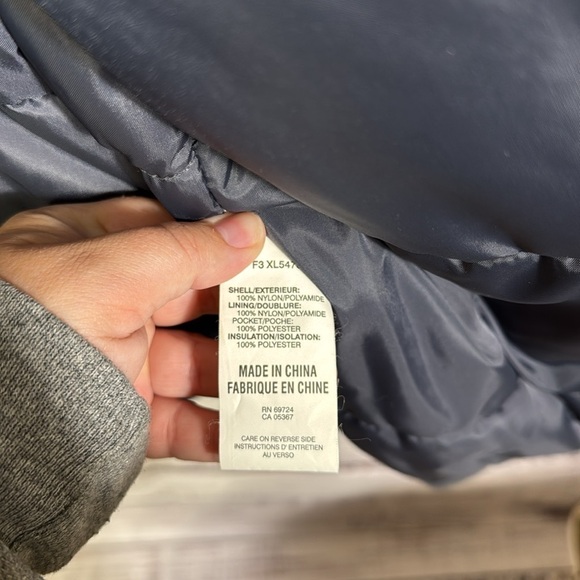 F3 XL547
SHELL/EXTERIEUR:
100% NYLON/POLYAMIDE
LINING/DOUBLURE:
100% NYLON/POLYAMIDE
POCKET/POCHE:
100% POLYESTER
INSULATION/ISOLATION:
100% POLYESTER
MADE IN CHINA
FABRIQUE EN CHINE
RN 69724
CA 05367
CARE ON REVERSE SIDE
INSTRUCTIONS D' ENTRETIEN
AU VERSO